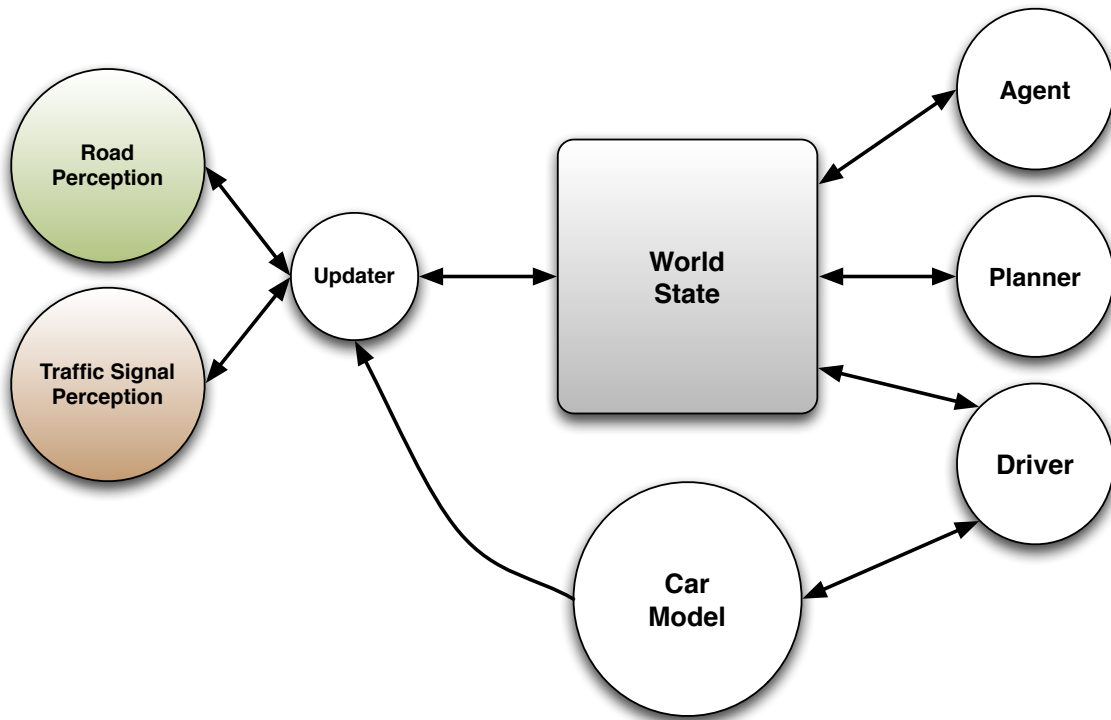 Road
Perception
Traffic Signal
Perception
Updater
World
State
Agent
Planner
Driver
Car
Model